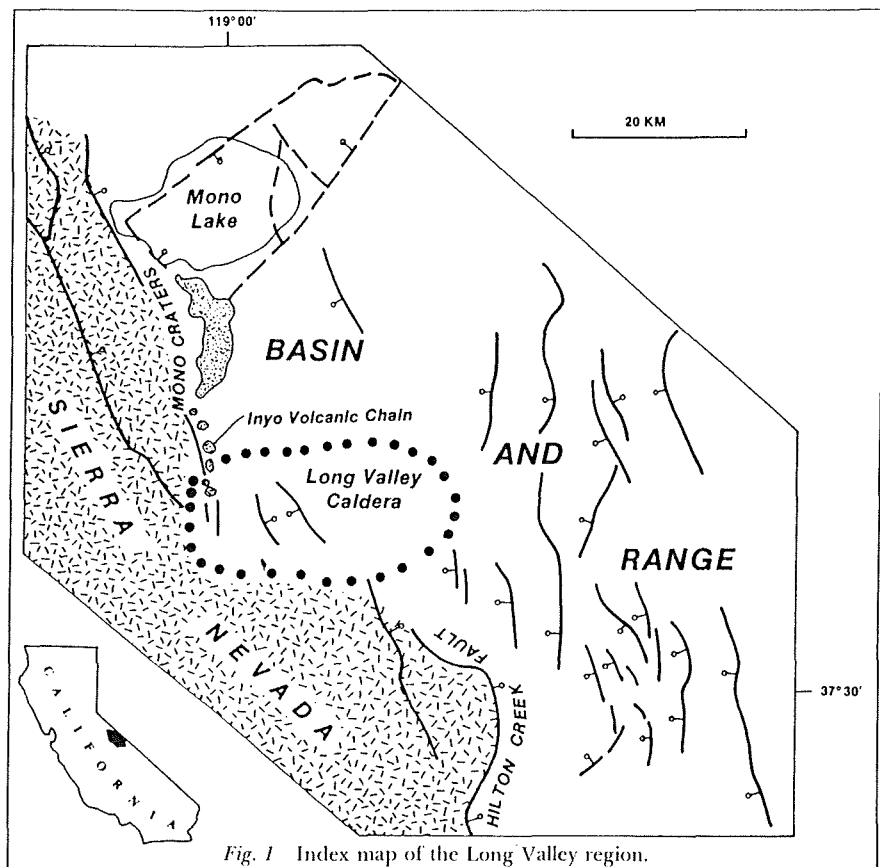 119°00'
20 KM
Mono
Lake
MONO CRATERS
BASIN
Inyo Volcanic Chain
SIERRA
AND
Long Valley
Caldera
RANGE
NEVADA
FAULT
HILTON CREEK
37°30'
CALIFORNIA
Fig. 1 Index map of the Long Valley region.